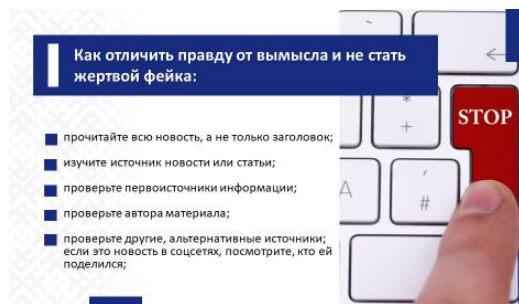 Как отличить правду от вымысла и не стать
жертвой фейка:
прочитайте всю новость, а не только заголовок;
изучите источник новости или статьи;
проверьте первоисточники информации;
проверьте автора материала;
проверьте другие, альтернативные источники;
если это новость в соцсетях, посмотрите, кто ей
поделился;
*
+
STOP
A
#